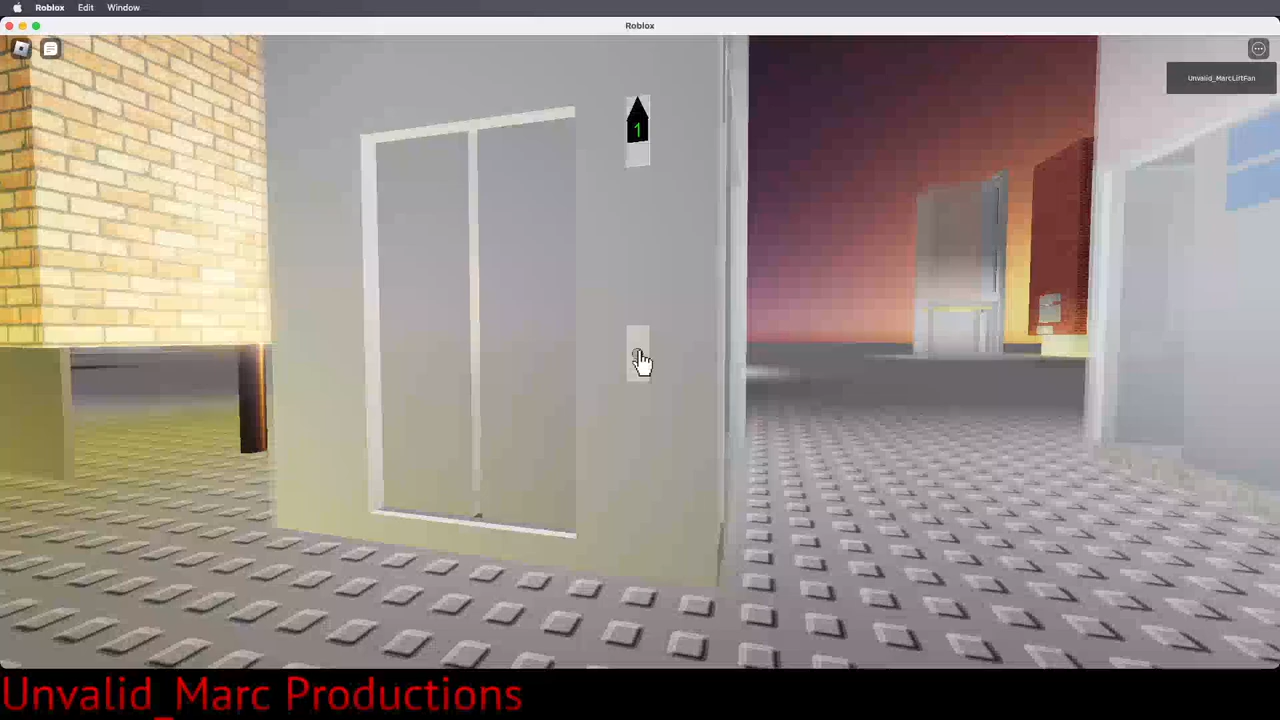 Roblox Edit Window
Roblox
Unvalid_MarcLiftFan
1
Unvalid_Marc Productions